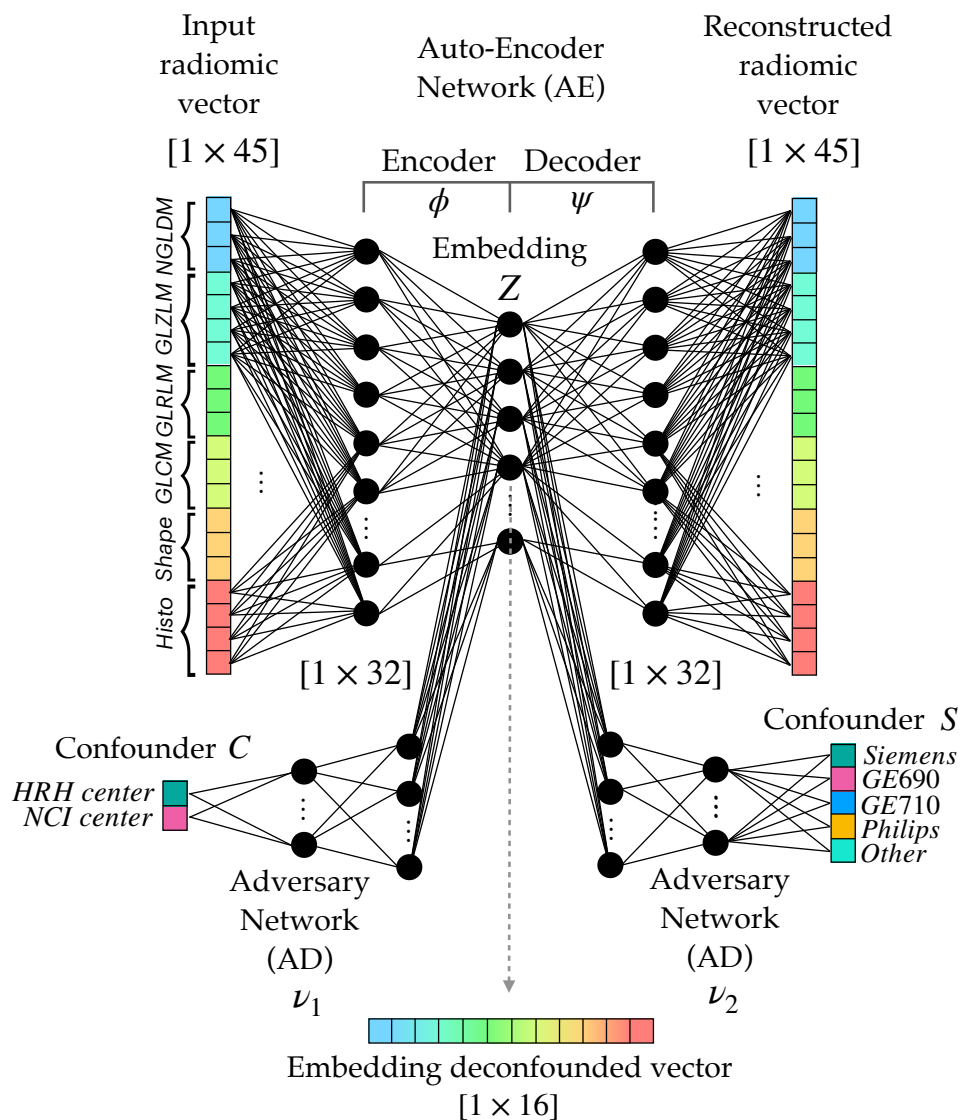 Input
radiomic
vector
[1 × 45]
Auto-Encoder
Network (AE)
Reconstructed
radiomic
vector
[1 × 45]
Encoder
Decoder
ϕ
ψ
Embedding
Z
NGLDM
GLZLM
GLRLM
GLCM
Shape
Histo
[1 × 32]
[1 × 32]
Confounder C
HRH center
NCI center
Confounder S
Siemens
GE690
GE710
Philips
Other
Adversary
Network
(AD)
ν1
Adversary
Network
(AD)
ν2
Embedding deconfounded vector
[1 × 16]